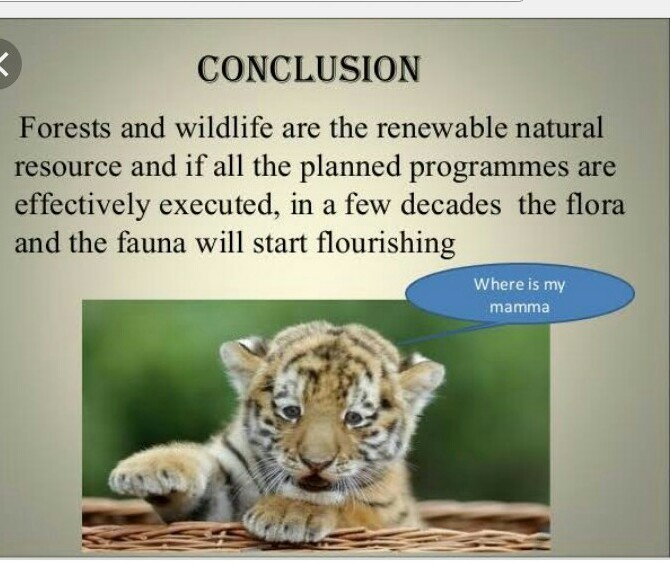 CONCLUSION
Forests and wildlife are the renewable natural
resource and if all the planned programmes are
effectively executed, in a few decades the flora
and the fauna will start flourishing
Where is my
mamma